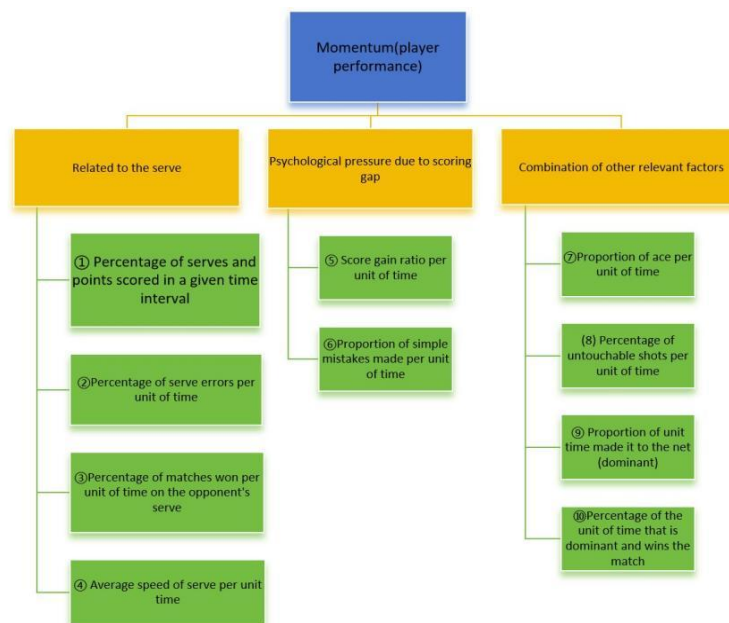 Momentum(player
performance)
Related to the serve
Psychological pressure due to scoring
gap
Combination of other relevant factors
① Percentage of serves and
points scored in a given time
interval
②Percentage of serve errors per
unit of time
③Percentage of matches won per
unit of time on the opponent's
serve
④ Average speed of serve per unit
time
⑤ Score gain ratio per
unit of time
⑥Proportion of simple
mistakes made per unit
of time
⑦Proportion of ace per
unit of time
(8) Percentage of
untouchable shots per
unit of time
⑨ Proportion of unit
time made it to the net
(dominant)
⑩Percentage of the
unit of time that is
dominant and wins the
match